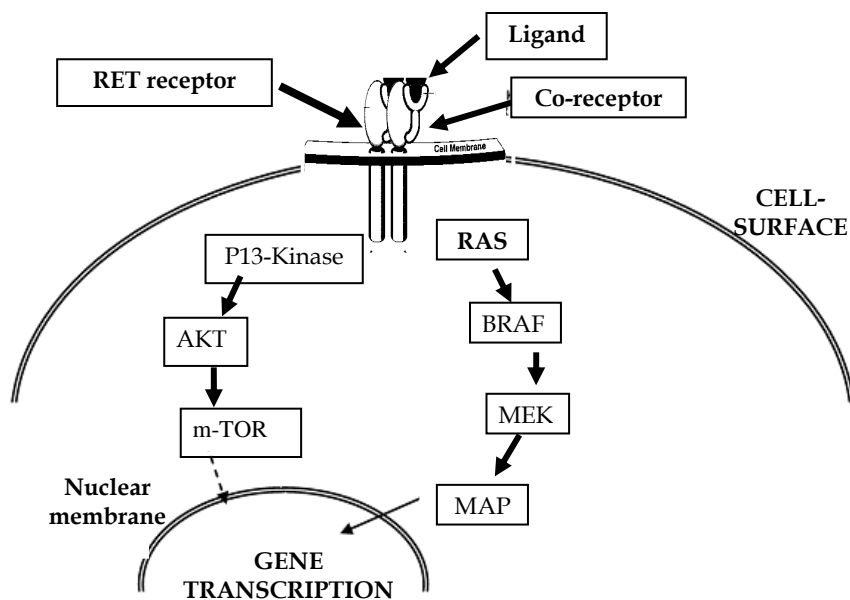 Ligand
RET receptor
Co-receptor
Cell Membrane
CELL-
SURFACE
P13-Kinase
RAS
AKT
BRAF
m-TOR
MEK
Nuclear
membrane
MAP
GENE
TRANSCRIPTION